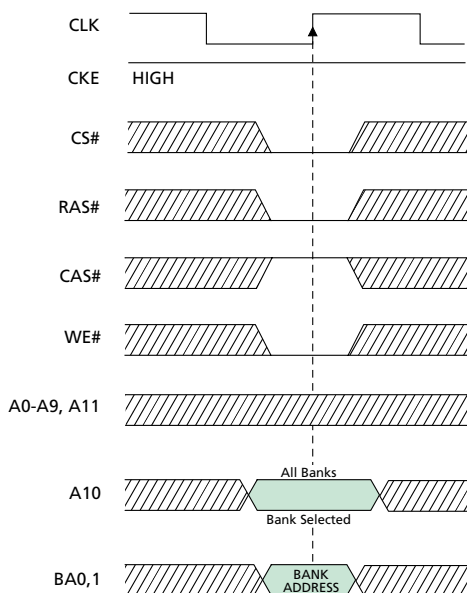 CLK
CKE HIGH
CS#
RAS#
CAS#
WE#
A0-A9, A11
All Banks
A10
Bank Selected
BA0,1 BANK
ADDRESS